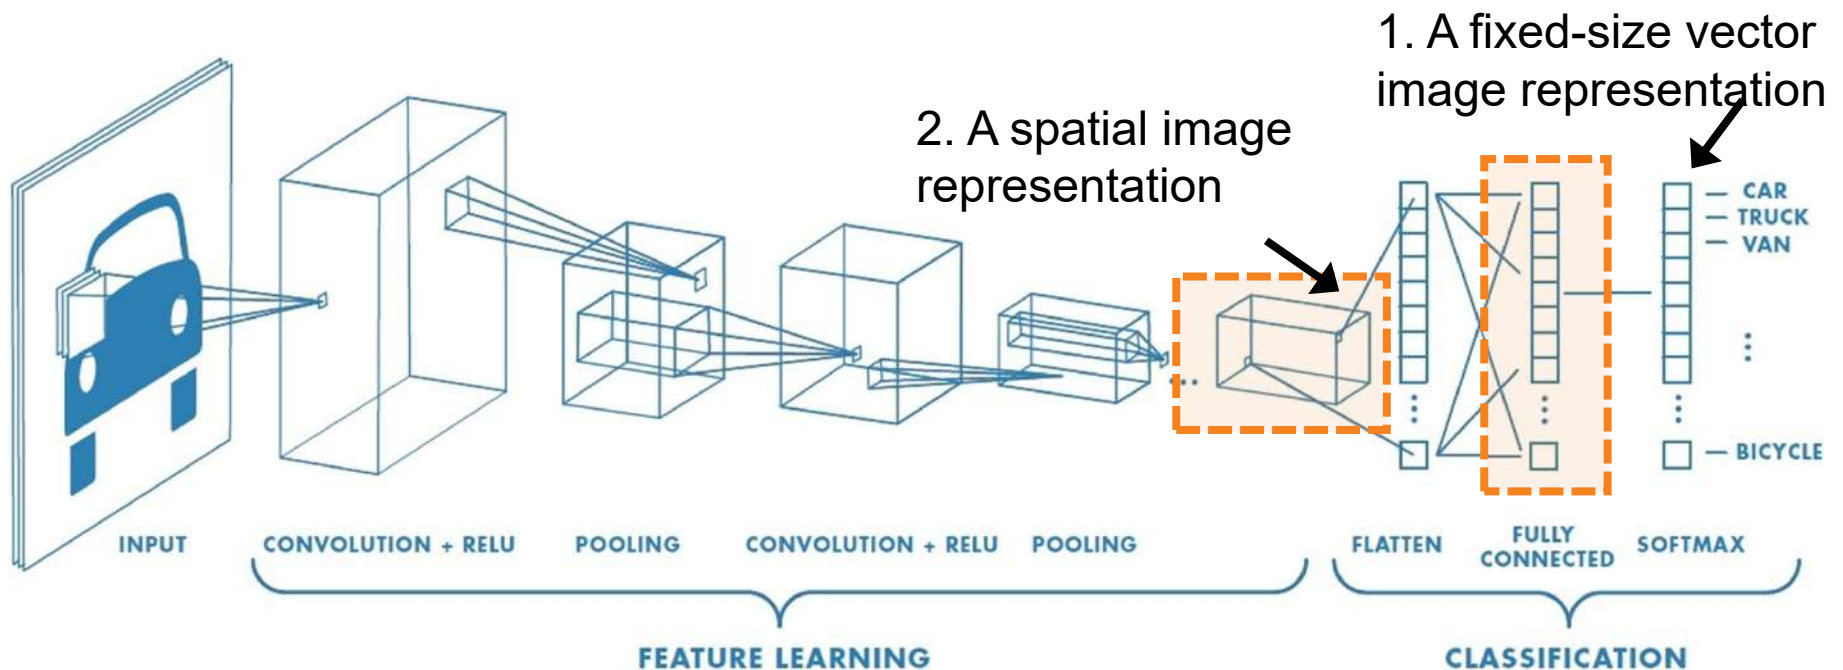 1. A fixed-size vector
image representation
2. A spatial image
representation
CAR
TRUCK
VAN
BICYCLE
INPUT
CONVOLUTION + RELU
POOLING
CONVOLUTION + RELU
POOLING
FLATTEN
FULLY
CONNECTED
SOFTMAX
FEATURE LEARNING
CLASSIFICATION